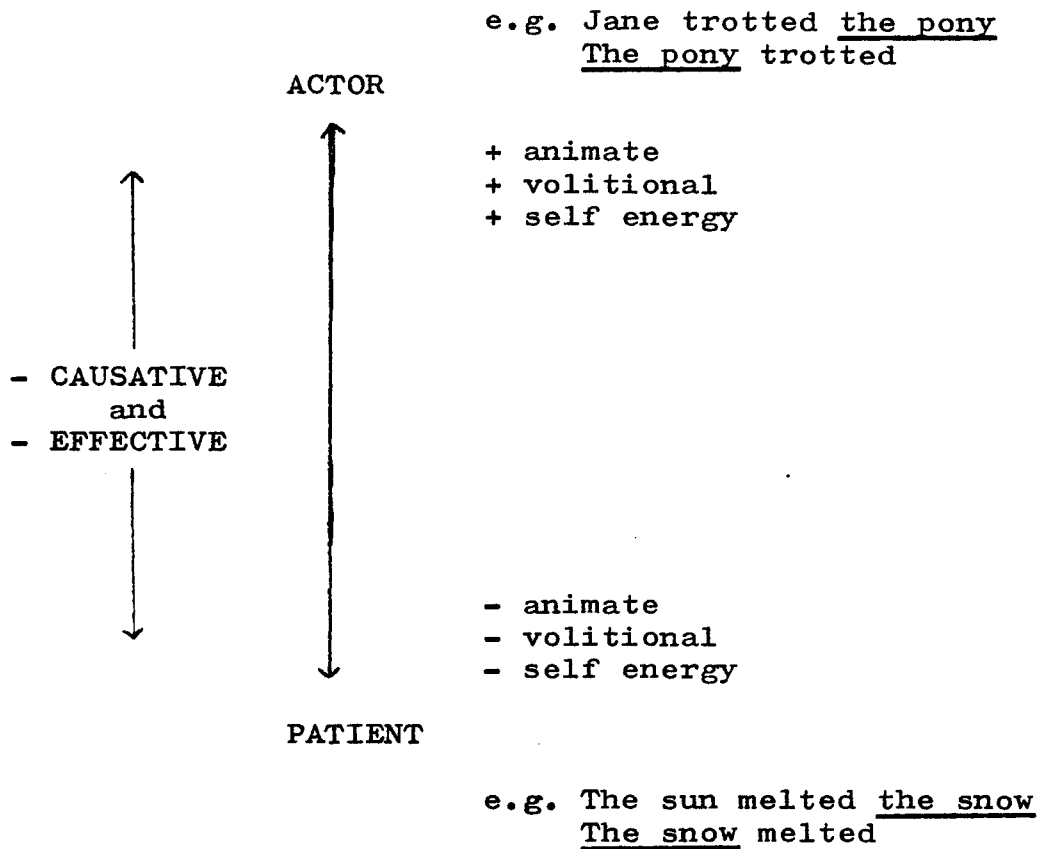 e.g. Jane trotted the pony
The pony trotted
ACTOR
+ animate
+ volitional
+ self energy
- CAUSATIVE
and
- EFFECTIVE
- animate
- volitional
- self energy
PATIENT
e.g. The sun melted the snow
The snow melted